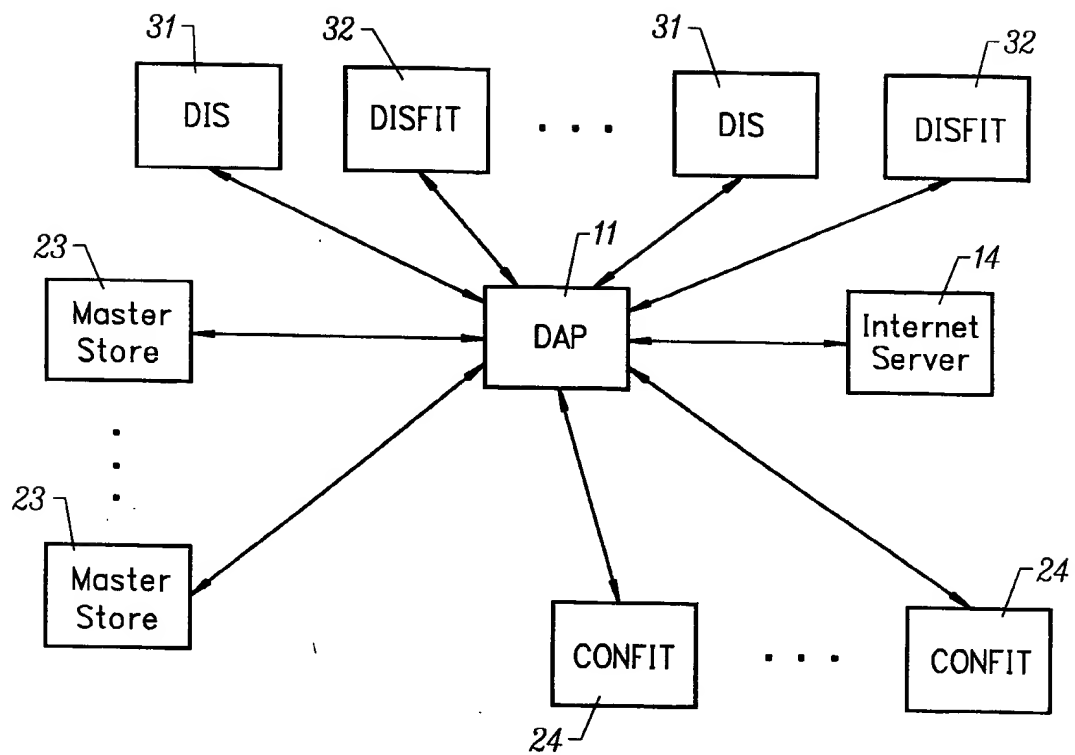 31
32
31
32
DIS
DISFIT
. . .
DIS
DISFIT
23
11
14
Master
Store
DAP
Internet
Server
23
Master
Store
24
CONFIT
. . .
CONFIT
24